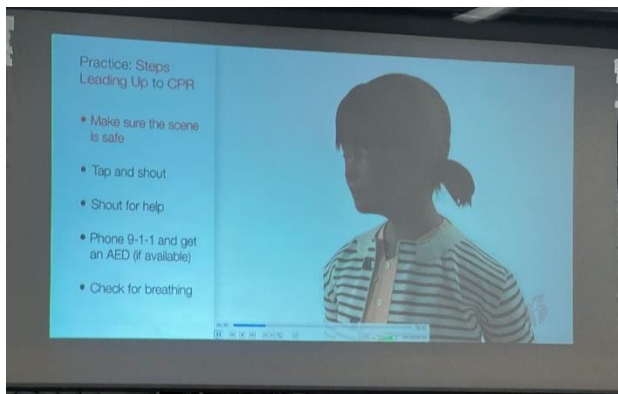 Practice: Steps
Leading Up to CPR
• Make sure the scene
is safe
• Tap and shout
• Shout for help
• Phone 9-1-1 and get
an AED (if available)
• Check for breathing